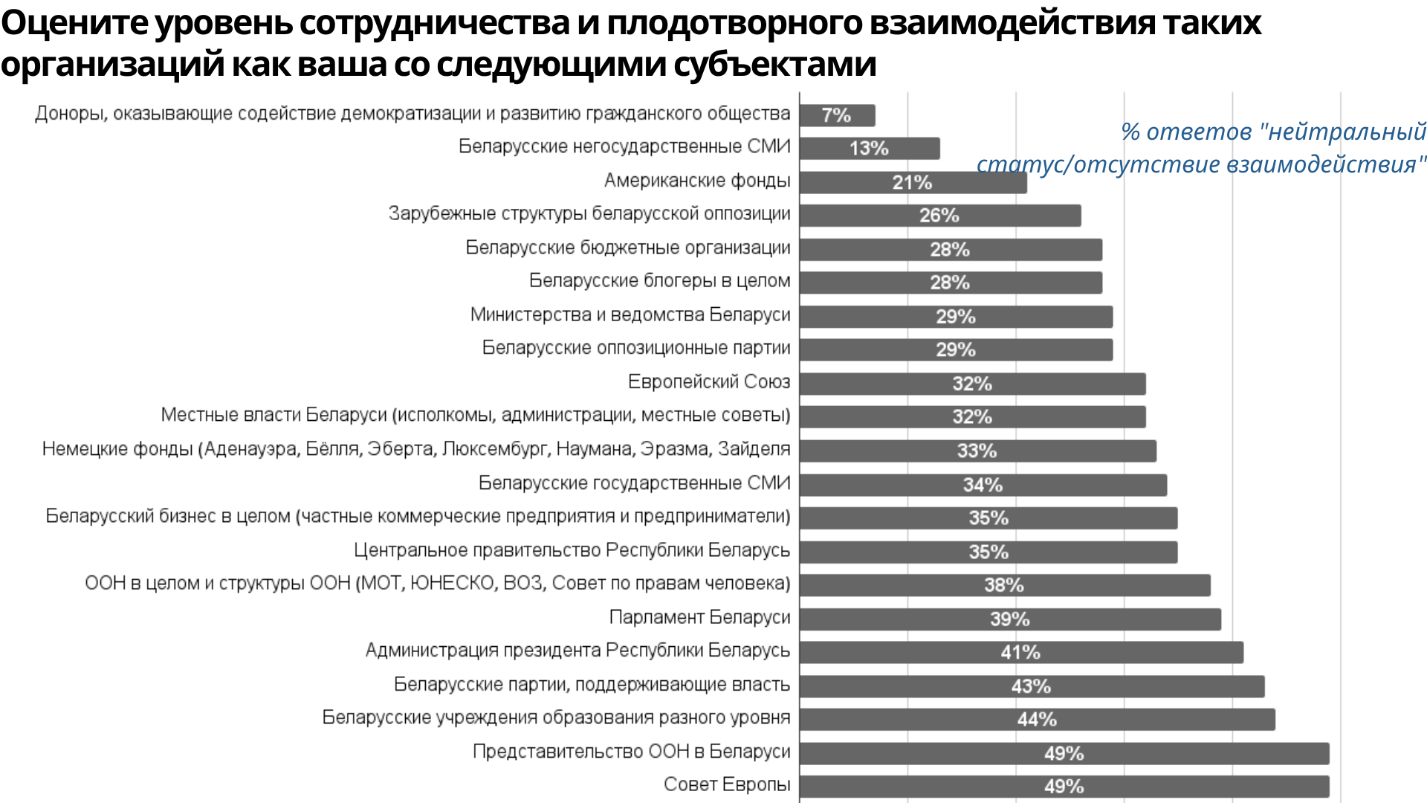 Оцените уровень сотрудничества и плодотворного взаимодействия таких
организаций как ваша со следующими субъектами
% ответов "нейтральный
статус/отсутствие взаимодействия"
Доноры, оказывающие содействие демократизации и развитию гражданского общества 7%
Беларусские негосударственные СМИ 13%
Американские фонды 21%
Зарубежные структуры беларусской оппозиции 26%
Беларусские бюджетные организации 28%
Беларусские блогеры в целом 28%
Министерства и ведомства Беларуси 29%
Беларусские оппозиционные партии 29%
Европейский Союз 32%
Местные власти Беларуси (исполкомы, администрации, местные советы) 32%
Немецкие фонды (Аденауэра, Бёлля, Эберта, Люксембург, Наумана, Эразма, Зайделя 33%
Беларусские государственные СМИ 34%
Беларусский бизнес в целом (частные коммерческие предприятия и предприниматели) 35%
Центральное правительство Республики Беларусь 35%
ООН в целом и структуры ООН (МОТ, ЮНЕСКО, ВОЗ, Совет по правам человека) 38%
Парламент Беларуси 39%
Администрация президента Республики Беларусь 41%
Беларусские партии, поддерживающие власть 43%
Беларусские учреждения образования разного уровня 44%
Представительство ООН в Беларуси 49%
Совет Европы 49%